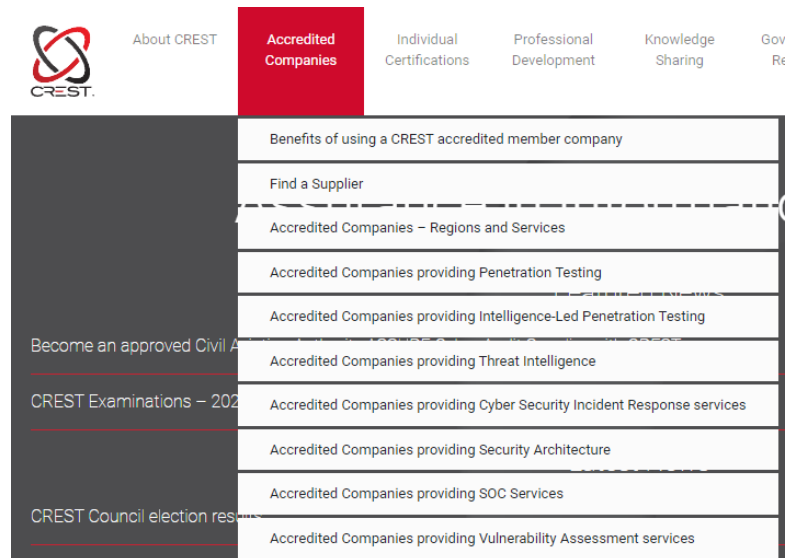 CREST.
About CREST
Accredited
Companies
Individual
Certifications
Professional
Development
Knowledge
Sharing
Benefits of using a CREST accredited member company
Find a Supplier
Accredited Companies – Regions and Services
Accredited Companies providing Penetration Testing
Accredited Companies providing Intelligence-Led Penetration Testing
Become an approved Civil
Accredited Companies providing Threat Intelligence
CREST Examinations – 202
Accredited Companies providing Cyber Security Incident Response services
Accredited Companies providing Security Architecture
Accredited Companies providing SOC Services
CREST Council election results
Accredited Companies providing Vulnerability Assessment services